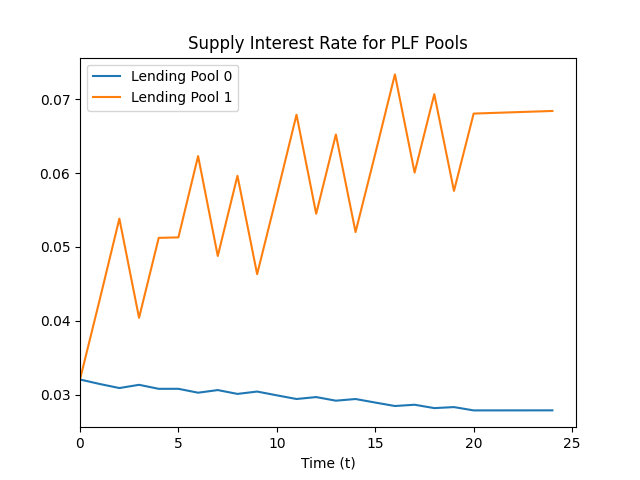 Supply Interest Rate for PLF Pools
Lending Pool 0
Lending Pool 1
0.07
0.06
0.05
0.04
0.03
0 5 10 15 20 25
Time (t)